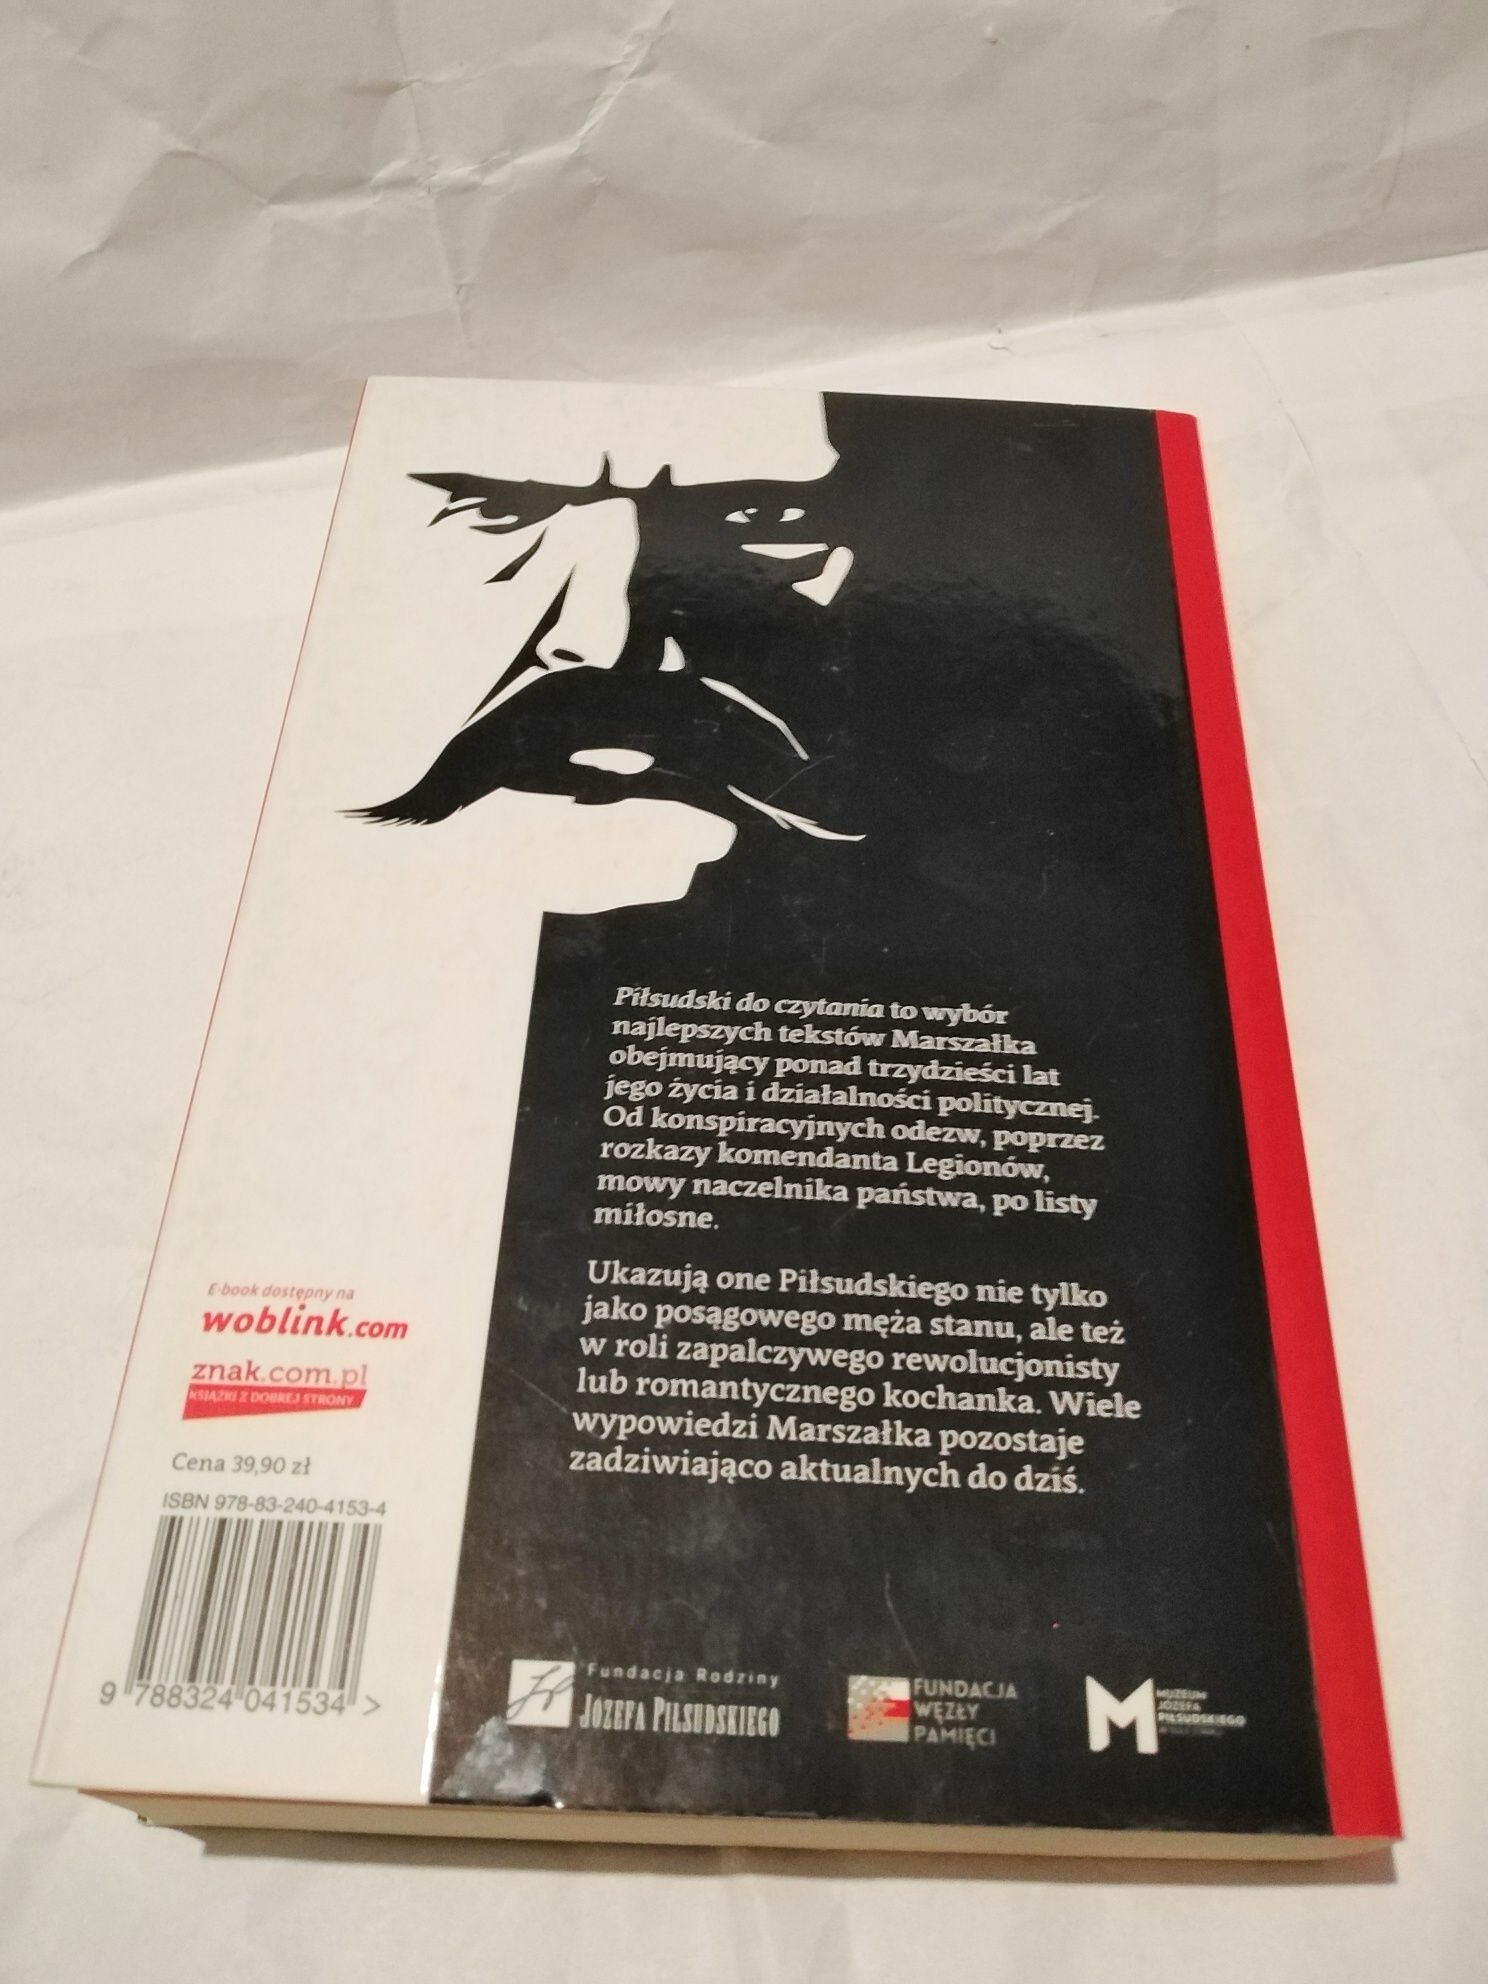 Piłsudski do czytania to wybór
najlepszych tekstów Marszałka
obejmujący ponad trzydzieści lat
jego życia i działalności politycznej.
Od konspiracyjnych odezw, poprzez
rozkazy komendanta Legionów,
mowy naczelnika państwa, po listy
miłosne.
Ukazują one Piłsudskiego nie tylko
jako posągowego męża stanu, ale też
w roli zapalczywego rewolucjonisty
lub romantycznego kochanka. Wiele
wypowiedzi Marszałka pozostaje
zadziwiająco aktualnych do dziś.
E-book dostępny na
woblink.com
znak.com.pl
KSIĄŻKI Z DOBREJ STRONY
Cena 39,90 zł
ISBN 978-83-240-4153-4
9 788324 041534 >
Fundacja Rodziny
JÓZEFA PIŁSUDSKIEGO
FUNDACJA
WĘZŁY
PAMIĘCI
M
MUZEUM
JÓZEFA
PIŁSUDSKIEGO